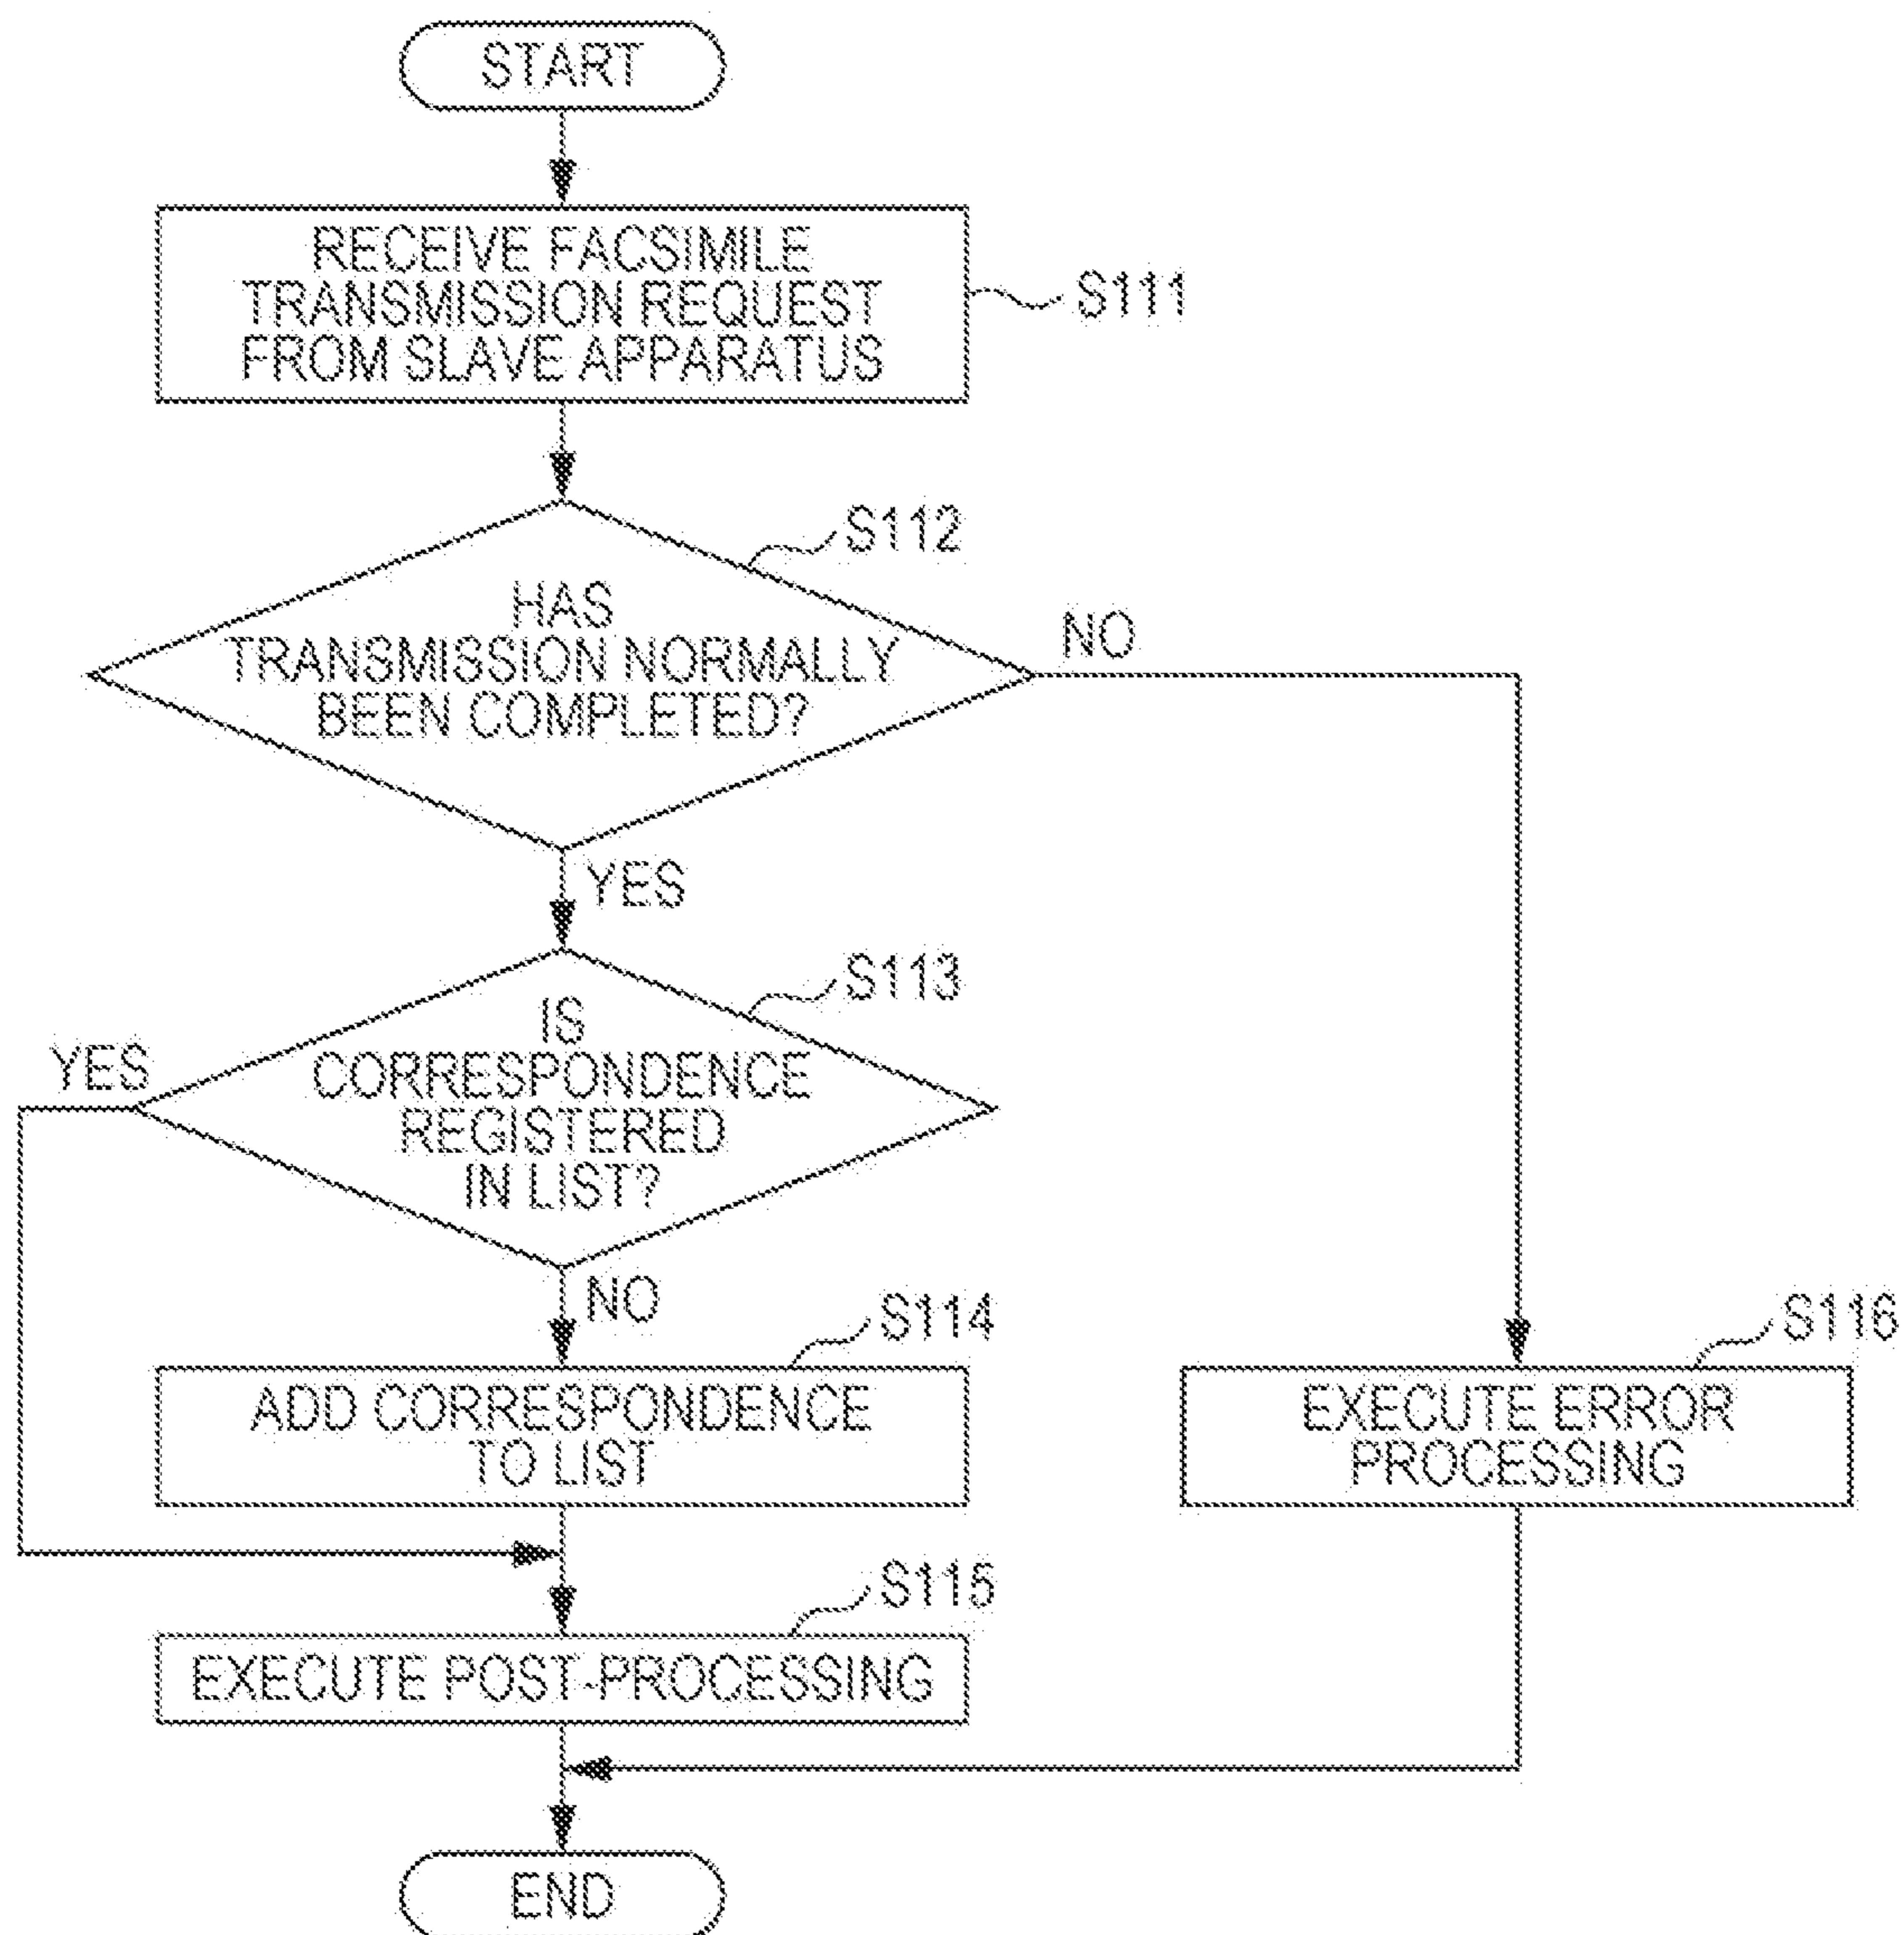 START
RECEIVE FACSIMILE
TRANSMISSION REQUEST
FROM SLAVE APPARATUS
S111
S112
HAS
TRANSMISSION NORMALLY
BEEN COMPLETED?
NO
YES
S113
IS
CORRESPONDENCE
REGISTERED
IN LIST?
YES
NO
S114
ADD CORRESPONDENCE
TO LIST
S116
EXECUTE ERROR
PROCESSING
S115
EXECUTE POST-PROCESSING
END